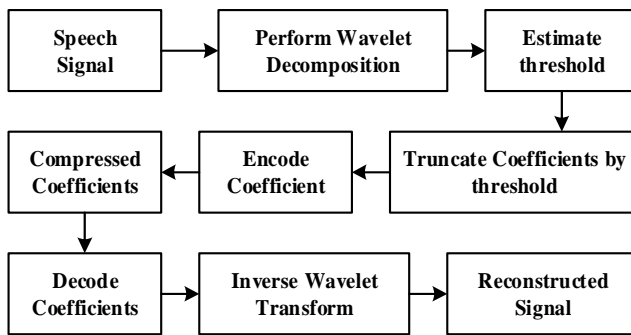 Speech
Signal
Perform Wavelet
Decomposition
Estimate
threshold
Truncate Coefficients by
threshold
Encode
Coefficient
Compressed
Coefficients
Decode
Coefficients
Inverse Wavelet
Transform
Reconstructed
Signal